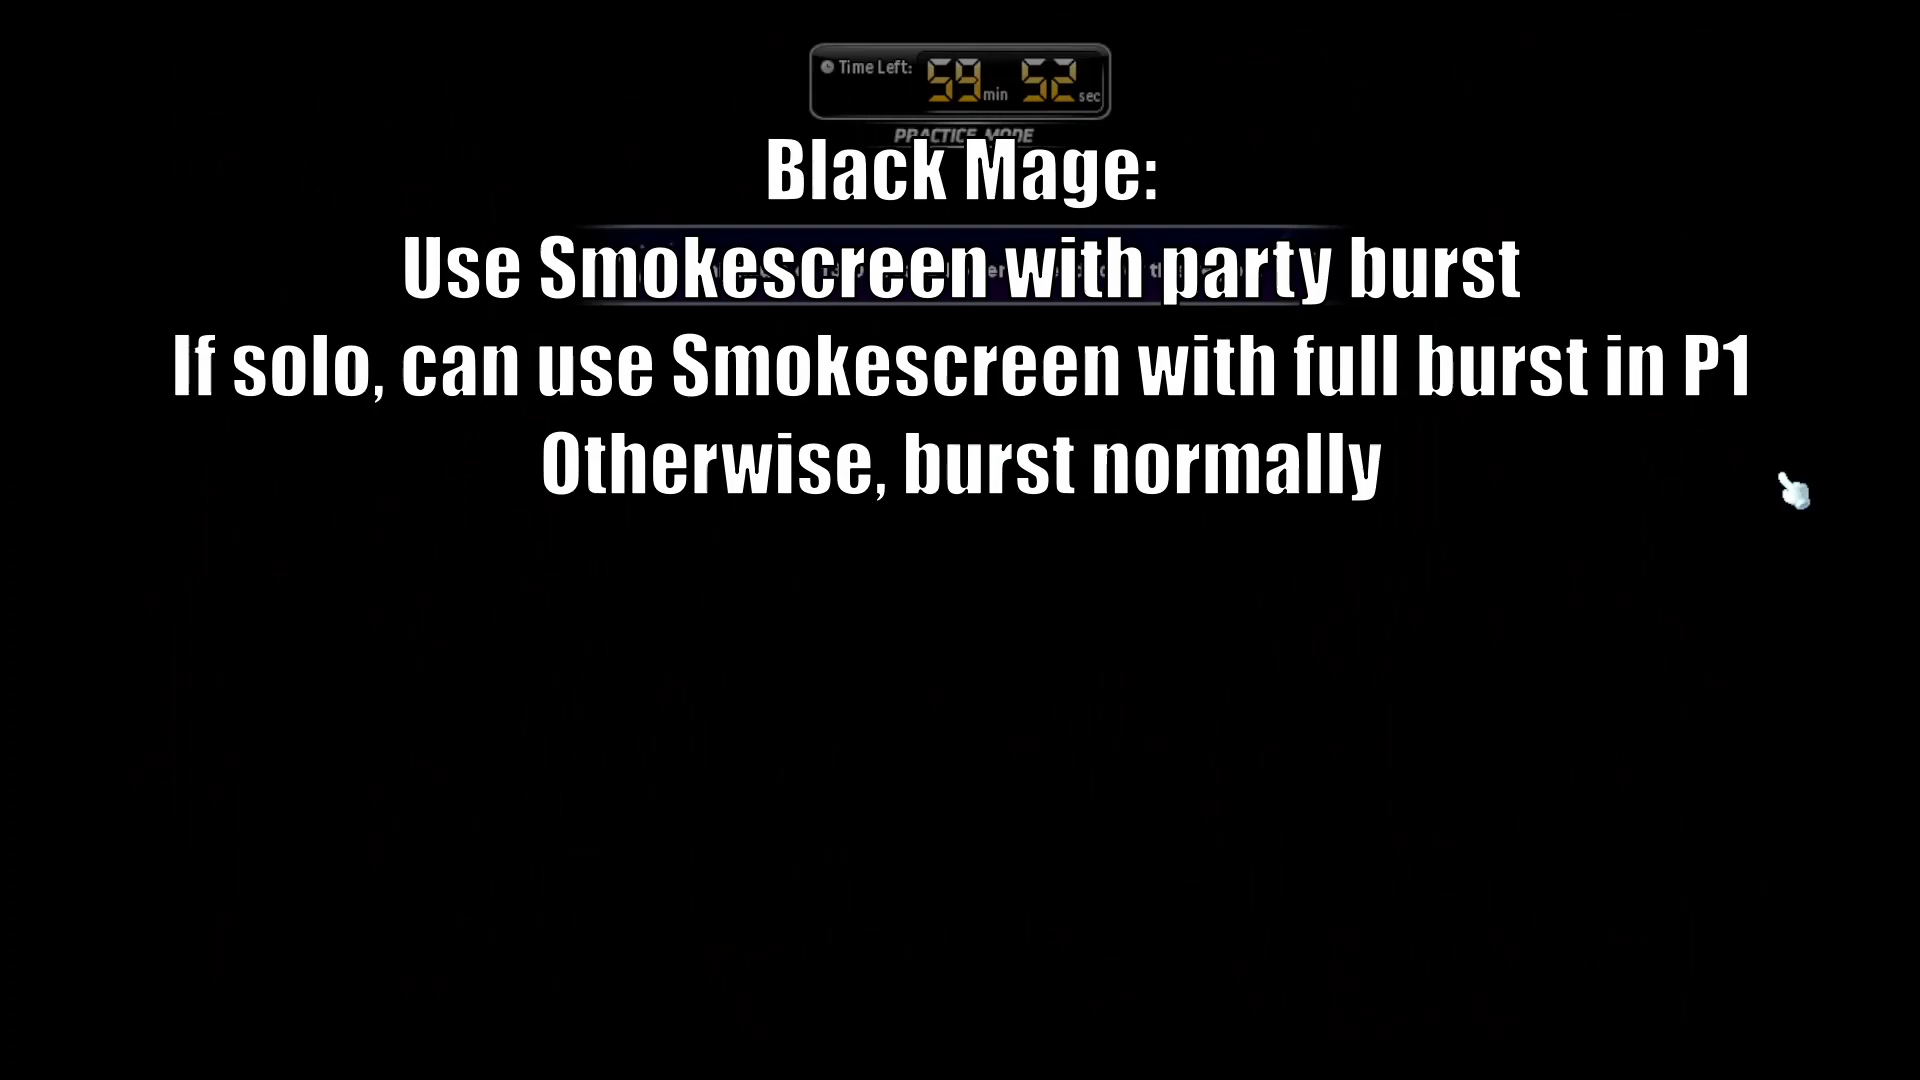 Time Left: 59 min 52 sec
PRACTICE MODE
Black Mage:
Use Smokescreen with party burst
If solo, can use Smokescreen with full burst in P1
Otherwise, burst normally